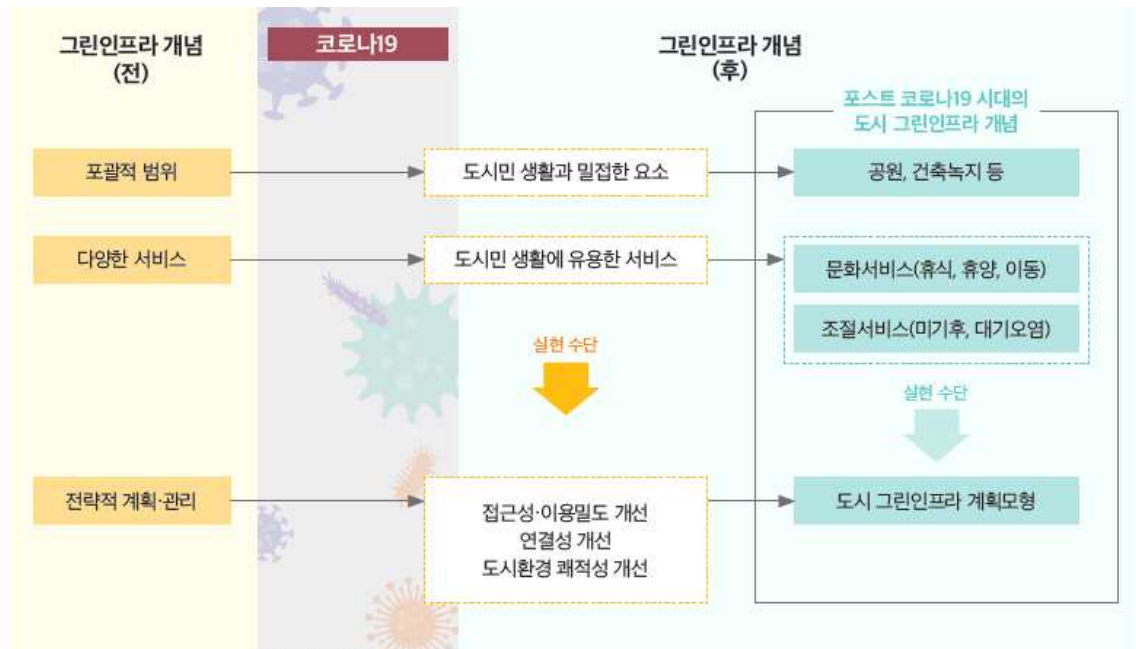 그린인프라 개념
(전)
코로나19
그린인프라 개념
(후)
포스트 코로나19 시대의
도시 그린인프라 개념
포괄적 범위
도시민 생활과 밀접한 요소
공원, 건축녹지 등
다양한 서비스
도시민 생활에 유용한 서비스
문화서비스(휴식, 휴양, 이동)
조절서비스(미기후, 대기오염)
실현 수단
실현 수단
전략적 계획·관리
접근성·이용밀도 개선
연결성 개선
도시환경 쾌적성 개선
도시 그린인프라 계획모형